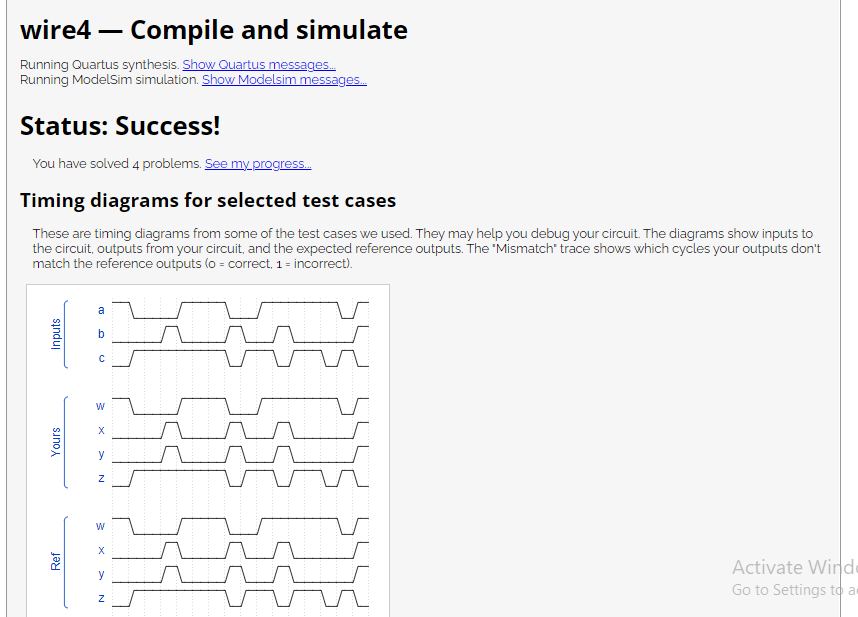 wire4 — Compile and simulate
Running Quartus synthesis. Show Quartus messages...
Running ModelSim simulation. Show Modelsim messages...
Status: Success!
You have solved 4 problems. See my progress...
Timing diagrams for selected test cases
These are timing diagrams from some of the test cases we used. They may help you debug your circuit. The diagrams show inputs to
the circuit, outputs from your circuit, and the expected reference outputs. The "Mismatch" trace shows which cycles your outputs don't
match the reference outputs (0 = correct, 1 = incorrect).
Inputs
a
b
c
Yours
w
x
y
z
Ref
w
x
y
z
Activate Windo
Go to Settings to a